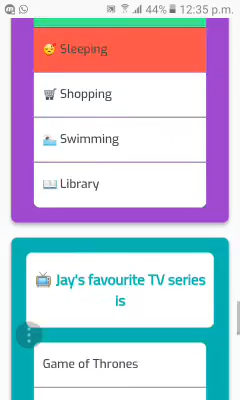 44% 12:35 p.m.
😴 Sleeping
🛒 Shopping
🏊 Swimming
📖 Library
📺 Jay's favourite TV series
is
Game of Thrones